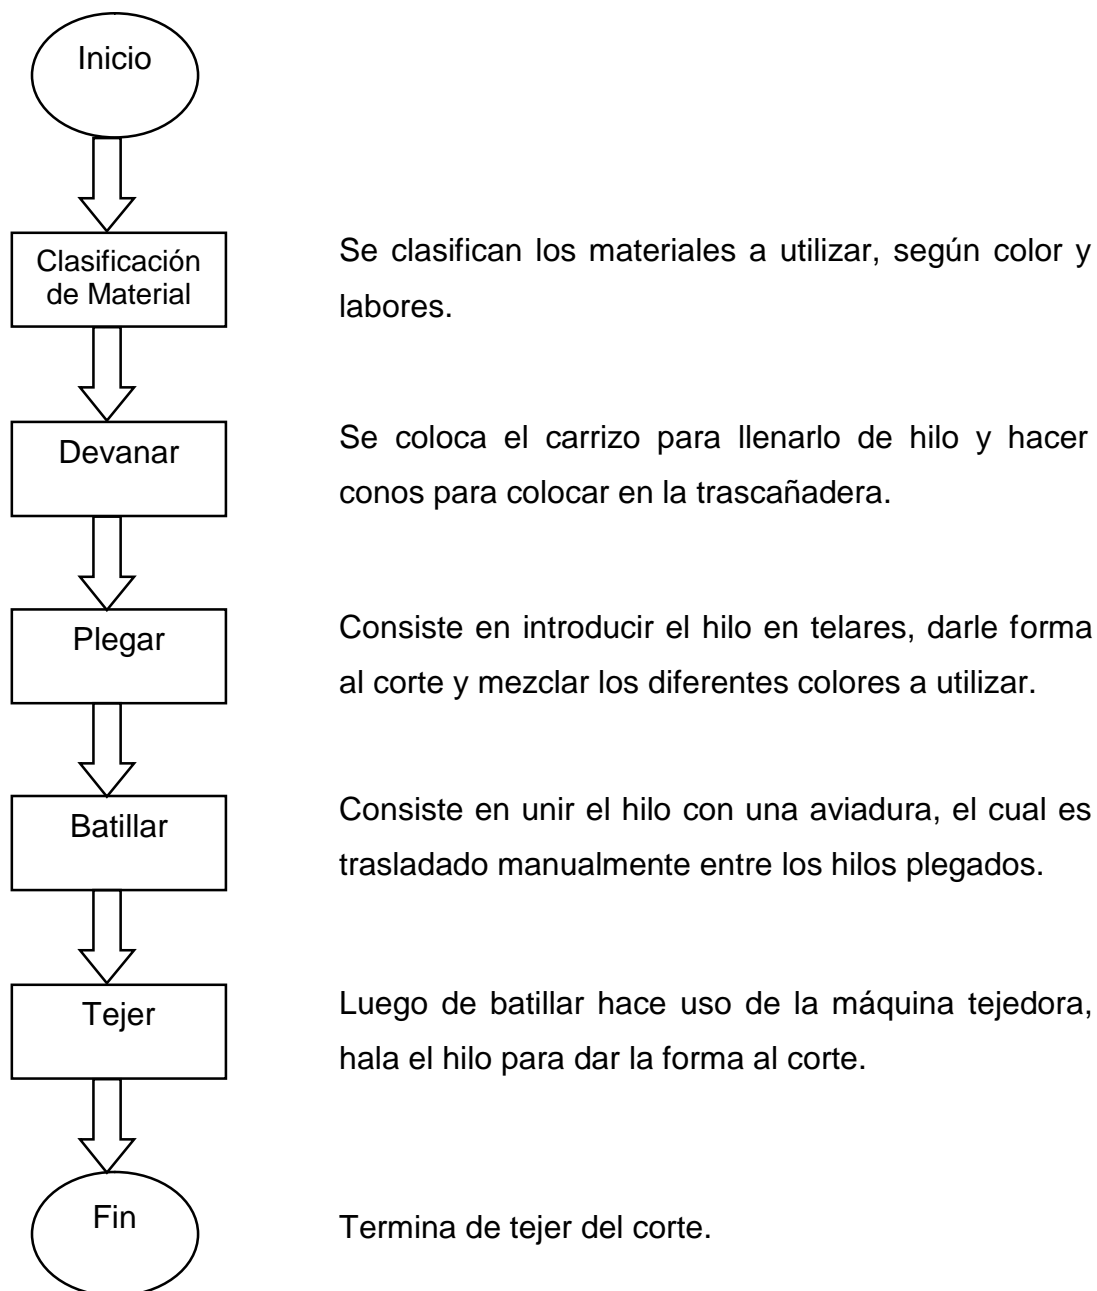 Inicio
Clasificación
de Material
Se clasifican los materiales a utilizar, según color y
labores.
Devanar
Se coloca el carrizo para llenarlo de hilo y hacer
conos para colocar en la trascañadera.
Plegar
Consiste en introducir el hilo en telares, darle forma
al corte y mezclar los diferentes colores a utilizar.
Batillar
Consiste en unir el hilo con una aviadura, el cual es
trasladado manualmente entre los hilos plegados.
Tejer
Luego de batillar hace uso de la máquina tejedora,
hala el hilo para dar la forma al corte.
Fin
Termina de tejer del corte.